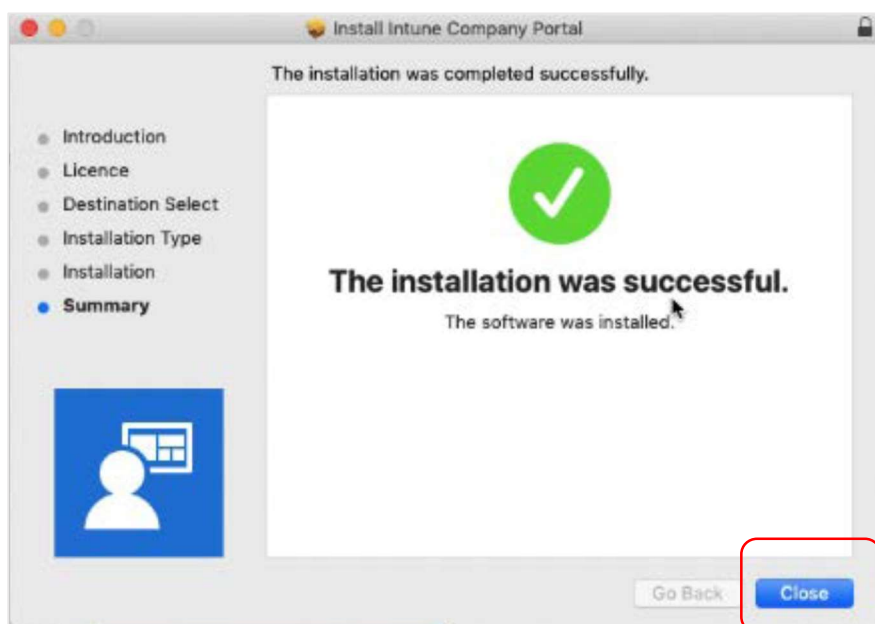 Install Intune Company Portal
The installation was completed successfully.
Introduction
Licence
Destination Select
Installation Type
Installation
Summary
The installation was successful.
The software was installed.
Go Back
Close